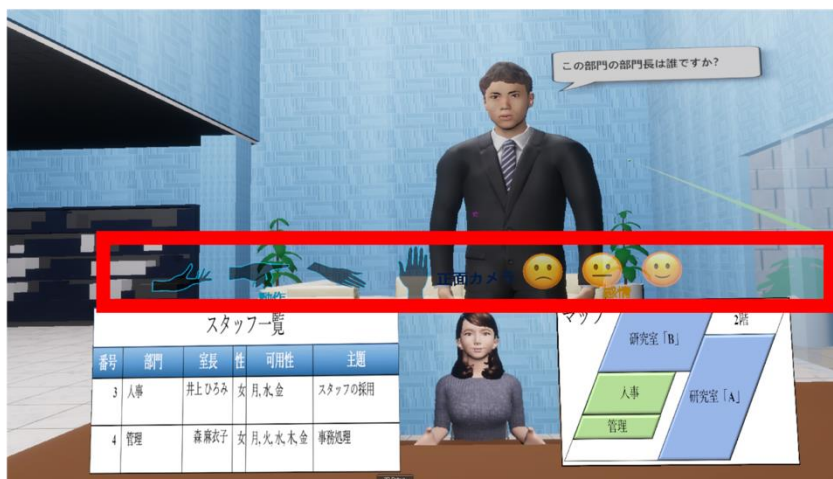 この部門の部門長は誰ですか?
正面カメラ
動作
感情
スタッフ一覧
番号 部門 室長 性 可用性 主題
3 人事 井上 ひろみ 女 月, 水, 金 スタッフの採用
4 管理 森 麻衣子 女 月, 火, 水, 木, 金 事務処理
マップ
2階
研究室「B」
人事
研究室「A」
管理